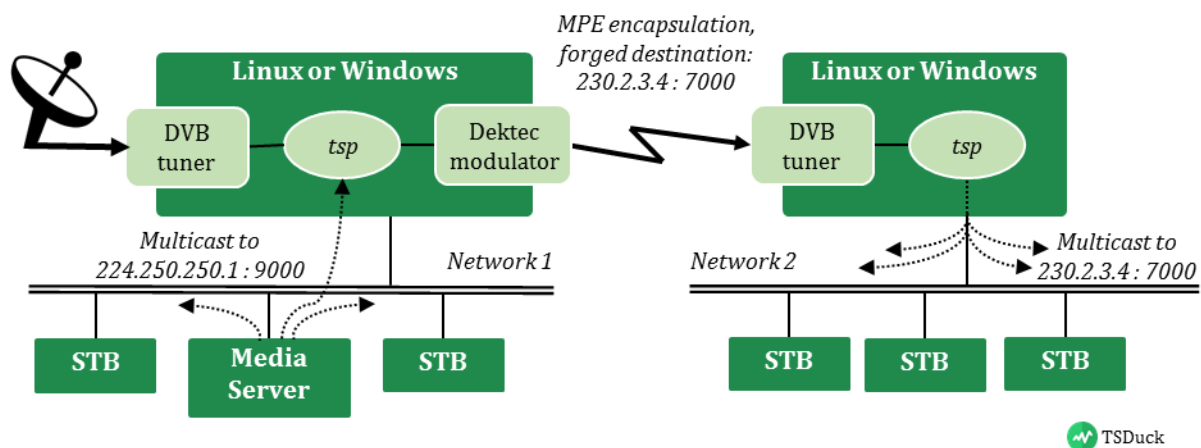 MPE encapsulation,
forged destination:
230.2.3.4 : 7000
Linux or Windows
DVB
tuner
tsp
Dektec
modulator
Linux or Windows
DVB
tuner
tsp
Multicast to
224.250.250.1 : 9000
Network 1
Network 2
Multicast to
230.2.3.4 : 7000
STB
Media
Server
STB
STB
STB
STB
TSDuck